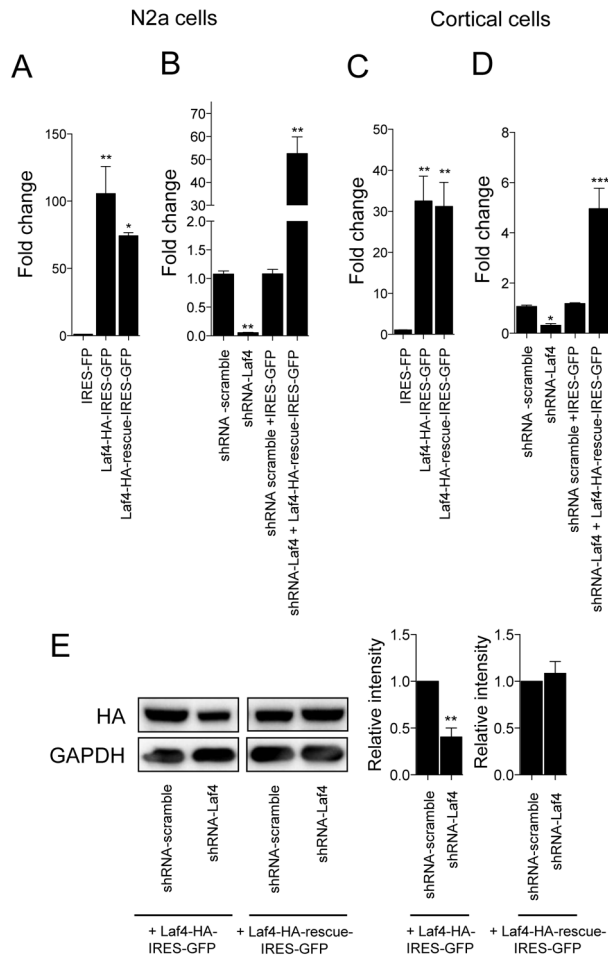 N2a cells
Cortical cells
A
B
C
D
Fold change
150
100
50
0
**
*
IRES-FP
Laf4-HA-IRES-GFP
Laf4-HA-rescue-IRES-GFP
Fold change
70
60
50
40
30
20
10
2.0
1.5
1.0
0.5
0.0
**
**
shRNA -scramble
shRNA-Laf4
shRNA scramble +IRES-GFP
shRNA-Laf4 + Laf4-HA-rescue-IRES-GFP
Fold change
50
40
30
20
10
0
**
**
IRES-FP
Laf4-HA-IRES-GFP
Laf4-HA-rescue-IRES-GFP
Fold change
8
6
4
2
0
*
***
shRNA-scramble
shRNA-Laf4
shRNA scramble +IRES-GFP
shRNA-Laf4 + Laf4-HA-rescue-IRES-GFP
E
HA
GAPDH
shRNA-scramble
shRNA-Laf4
shRNA-scramble
shRNA-Laf4
+ Laf4-HA-
IRES-GFP
+ Laf4-HA-rescue-
IRES-GFP
Relative intensity
1.5
1.0
0.5
0.0
**
shRNA-scramble
shRNA-Laf4
+ Laf4-HA-
IRES-GFP
Relative intensity
1.5
1.0
0.5
0.0
shRNA-scramble
shRNA-Laf4
+ Laf4-HA-rescue-
IRES-GFP